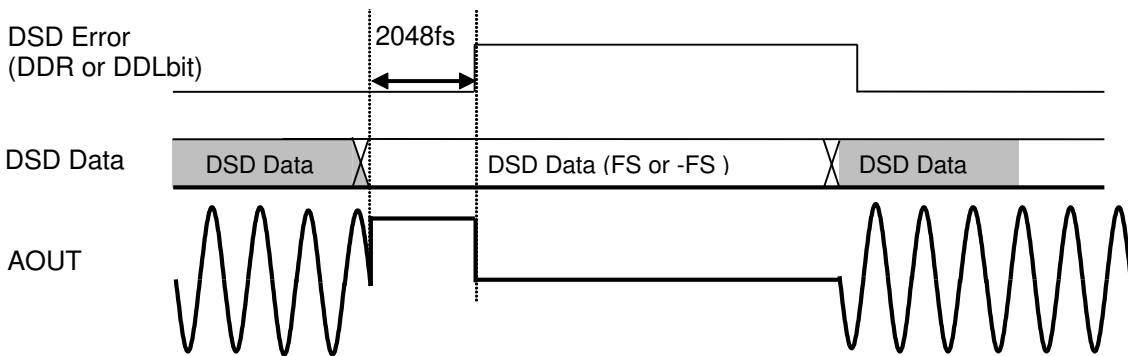 DSD Error
(DDR or DDLbit)
2048fs
DSD Data
DSD Data
DSD Data (FS or -FS )
DSD Data
AOUT